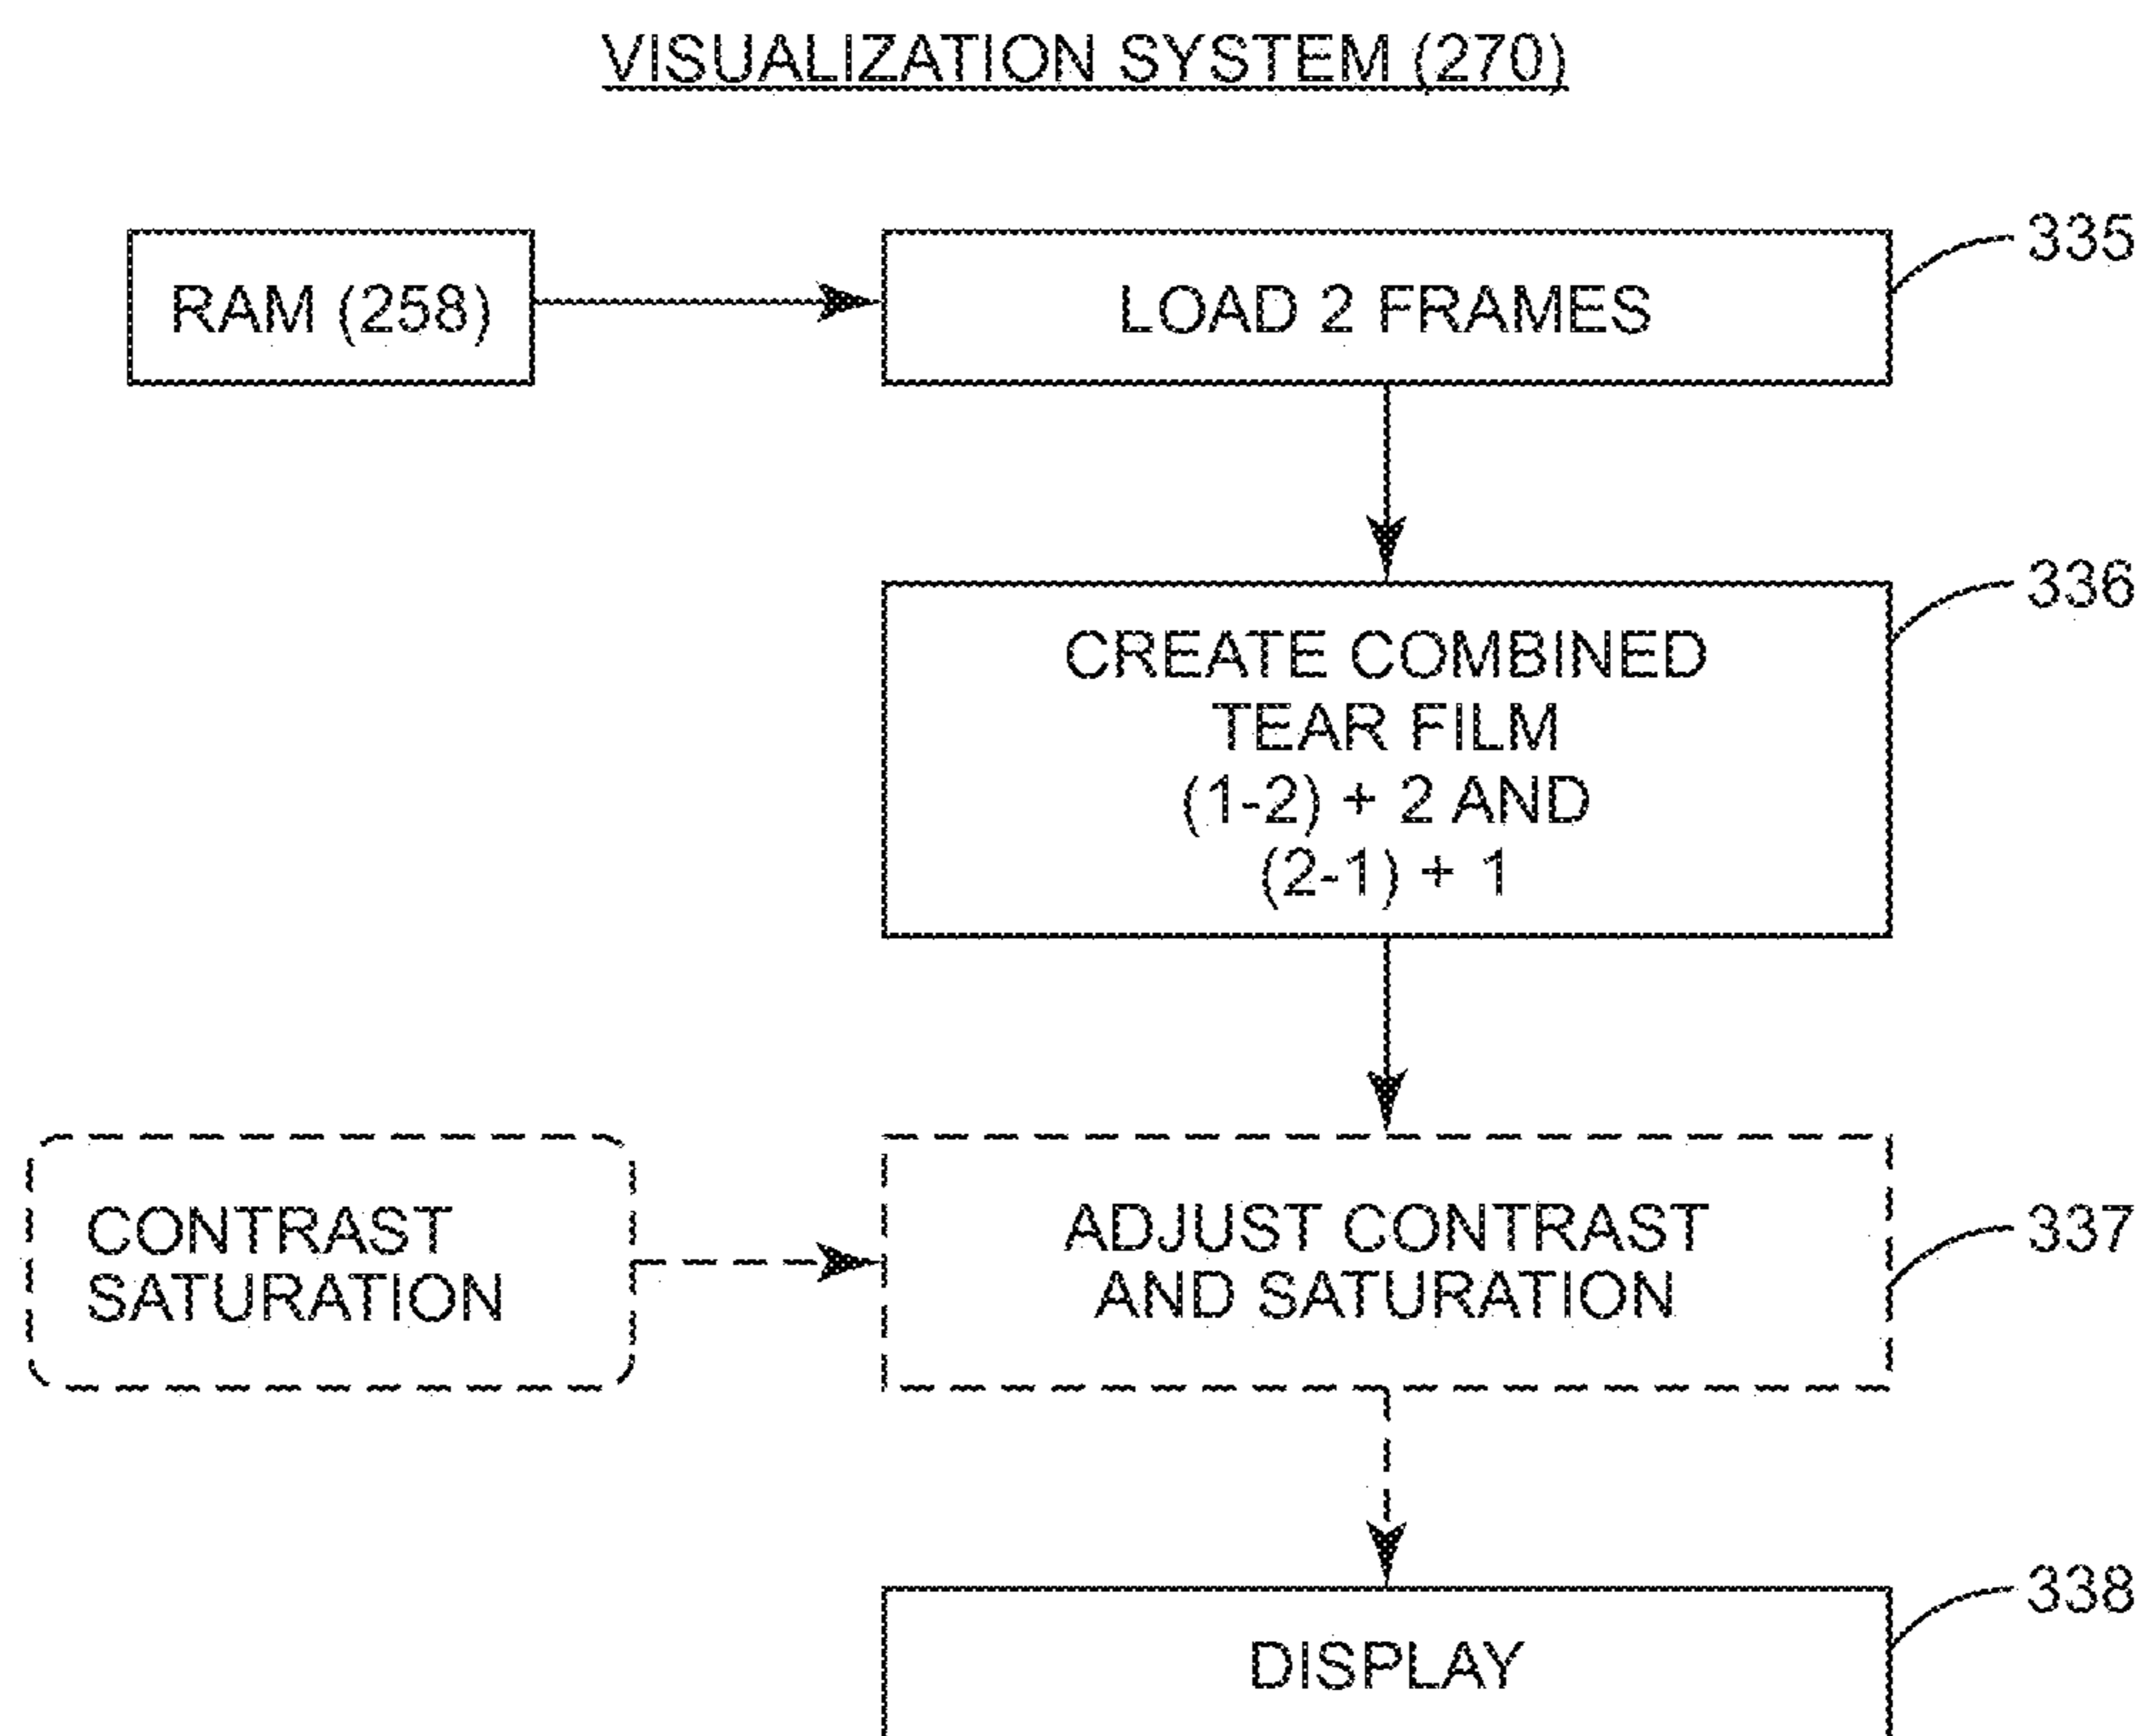 VISUALIZATION SYSTEM (270)
RAM (258)
LOAD 2 FRAMES
335
CREATE COMBINED
TEAR FILM
(1-2) + 2 AND
(2-1) + 1
336
CONTRAST
SATURATION
ADJUST CONTRAST
AND SATURATION
337
DISPLAY
338